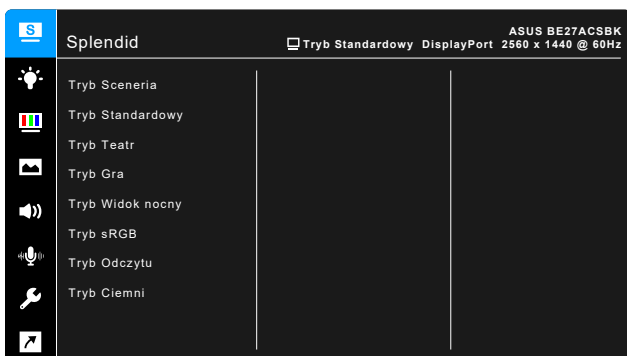 S
Splendid
ASUS BE27ACSBK
Tryb Standardowy DisplayPort 2560 x 1440 @ 60Hz
Tryb Sceneria
Tryb Standardowy
Tryb Teatr
Tryb Gra
Tryb Widok nocny
Tryb sRGB
Tryb Odczytu
Tryb Ciemni